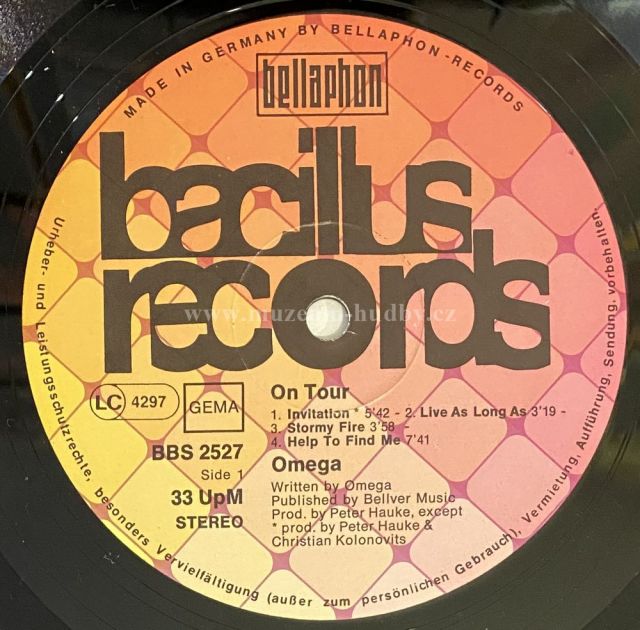 MADE IN GERMANY BY BELLAPHON-RECORDS
bellaphon
bacillus
records
www.muzeum-hudby.cz
LC 4297
GEMA
BBS 2527
Side 1
33 UpM
STEREO
On Tour
1. Invitation * 5'42 - 2. Live As Long As 3'19 -
3. Stormy Fire 3'58 -
4. Help To Find Me 7'41
Omega
Written by Omega
Published by Bellver Music
Prod. by Peter Hauke, except
* prod. by Peter Hauke &
Christian Kolonovits
Urheber- und Leistungsschutzrechte, besonders Vervielfältigung (außer zum persönlichen Gebrauch), Vermietung, Aufführung, Sendung, vorbehalten.